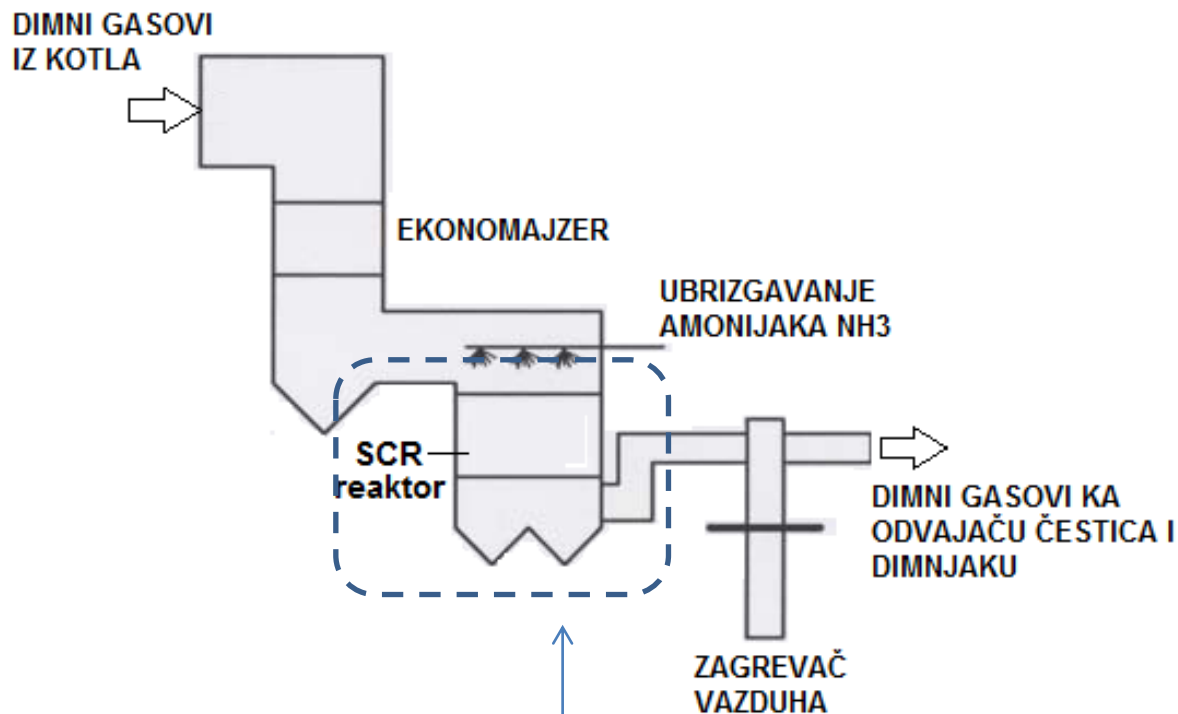 DIMNI GASOVI
IZ KOTLA
EKONOMAJZER
UBRIZGAVANJE
AMONIJAKA NH3
SCR
reaktor
DIMNI GASOVI KA
ODVAJAČU ČESTICA I
DIMNJAKU
ZAGREVAČ
VAZDUHA